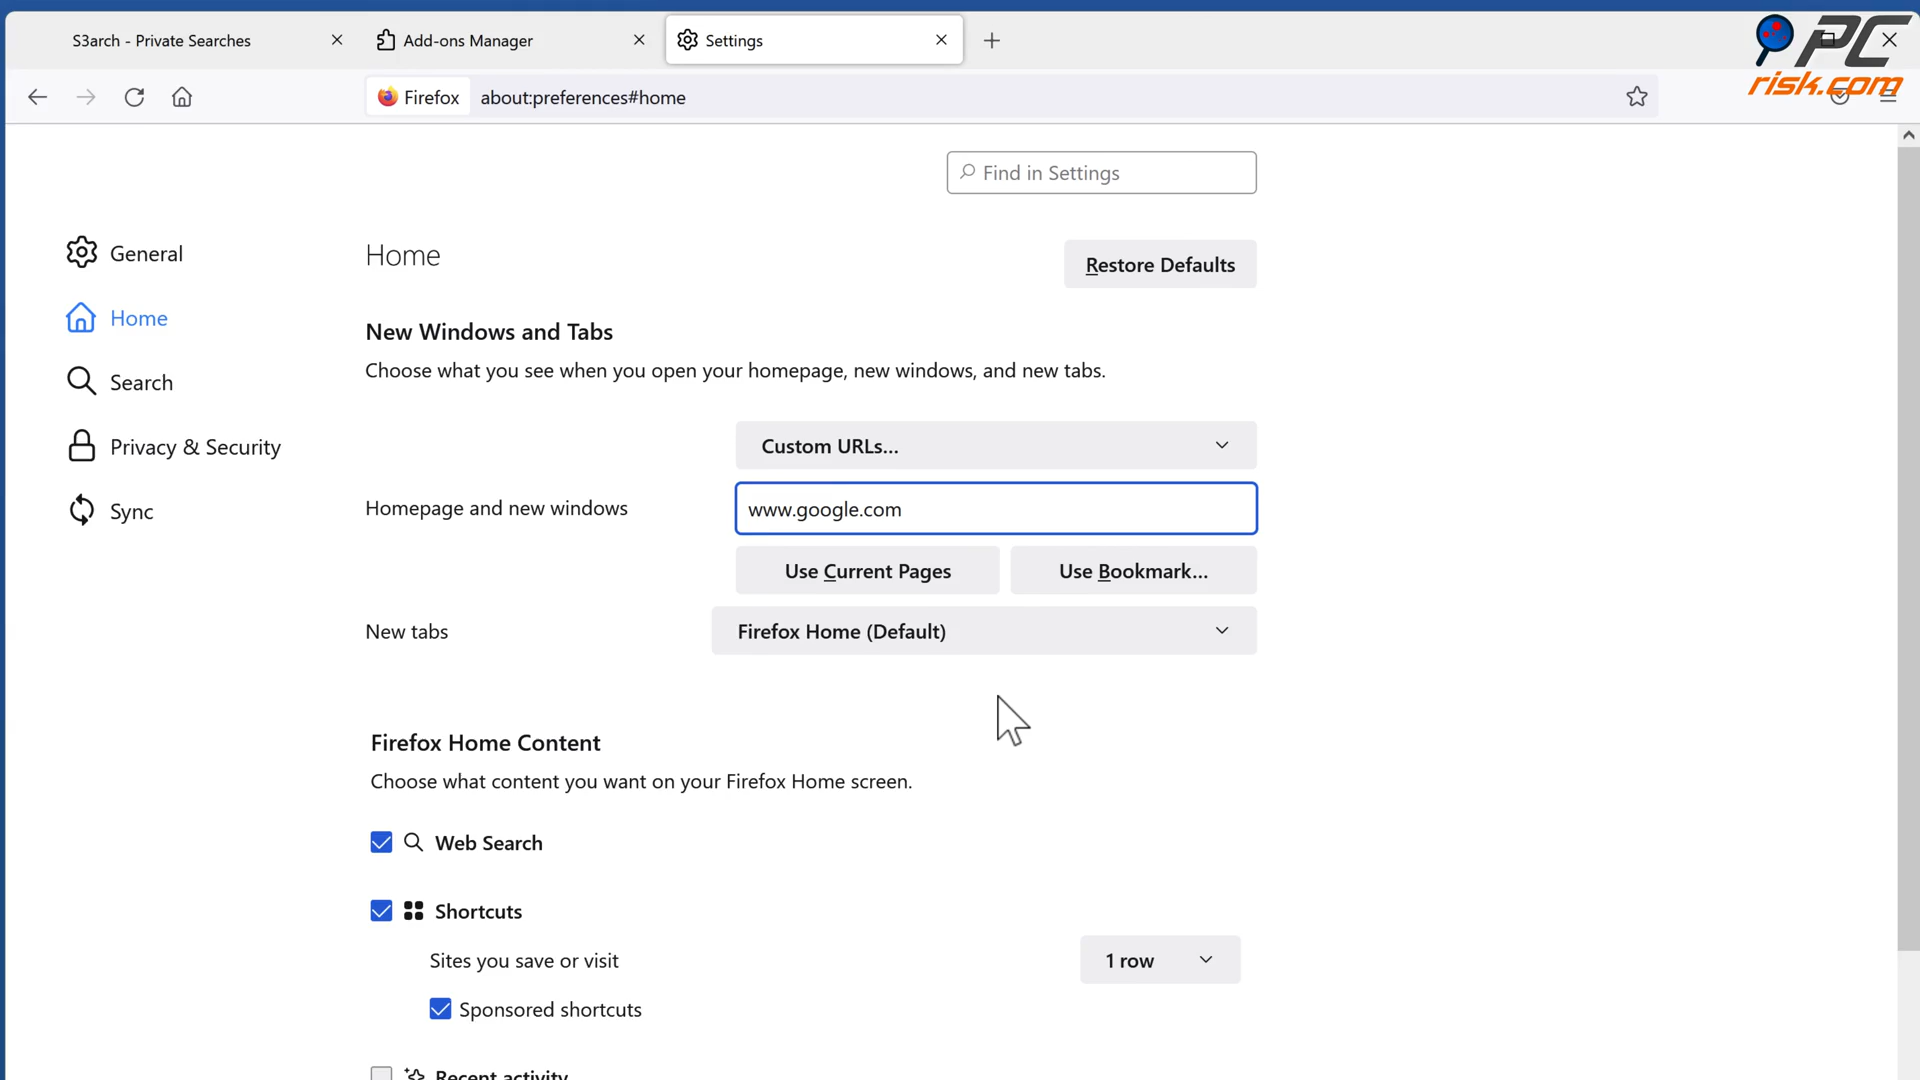 S3arch - Private Searches
Add-ons Manager
Settings
PC
risk.com
Firefox
about:preferences#home
Find in Settings
General
Home
Search
Privacy & Security
Sync
Home
Restore Defaults
New Windows and Tabs
Choose what you see when you open your homepage, new windows, and new tabs.
Custom URLs...
Homepage and new windows
www.google.com
Use Current Pages
Use Bookmark...
New tabs
Firefox Home (Default)
Firefox Home Content
Choose what content you want on your Firefox Home screen.
Web Search
Shortcuts
Sites you save or visit
1 row
Sponsored shortcuts
Recent activity